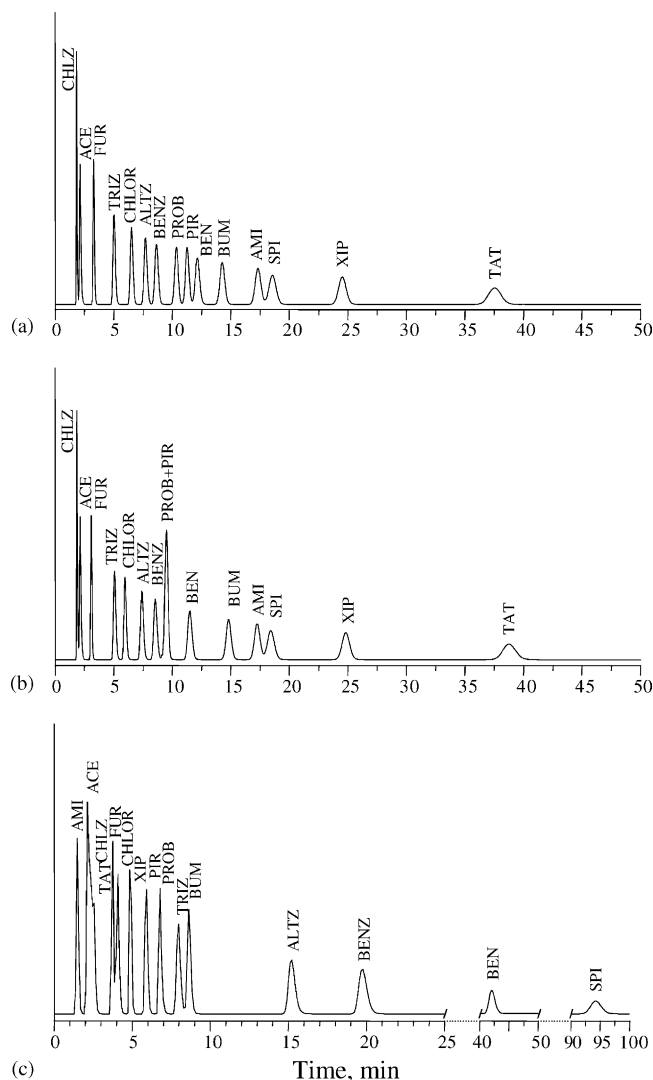 CHLZ
ACE
FUR
TRIZ
CHLOR
ALTZ
BENZ
PROB
PIR
BEN
BUM
AMI
SPI
XIP
TAT
(a)
0 5 10 15 20 25 30 35 40 45 50
CHLZ
ACE
FUR
TRIZ
CHLOR
ALTZ
BENZ
PROB+PIR
BEN
BUM
AMI
SPI
XIP
TAT
(b)
0 5 10 15 20 25 30 35 40 45 50
AMI
ACE
TAT
CHLZ
FUR
CHLOR
XIP
PIR
PROB
TRIZ
BUM
ALTZ
BENZ
BEN
SPI
0 5 10 15 20 25 40 50 90 95 100
(c)
Time, min